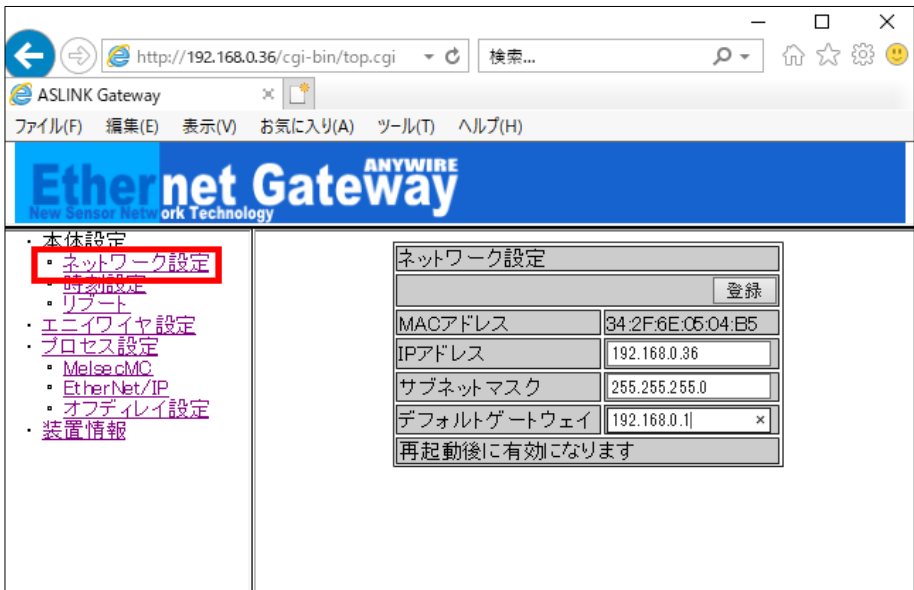 http://192.168.0.36/cgi-bin/top.cgi
検索...
ASLINK Gateway
ファイル(F) 編集(E) 表示(V) お気に入り(A) ツール(T) ヘルプ(H)
Ethernet Gateway
ANYWIRE
New Sensor Network Technology
・本体設定
ネットワーク設定
時刻設定
リブート
・エニイワイヤ設定
・プロセス設定
MelsecMC
EtherNet/IP
オフディレイ設定
・装置情報
ネットワーク設定
登録
MACアドレス 34:2F:6E:05:04:B5
IPアドレス 192.168.0.36
サブネットマスク 255.255.255.0
デフォルトゲートウェイ 192.168.0.1
再起動後に有効になります